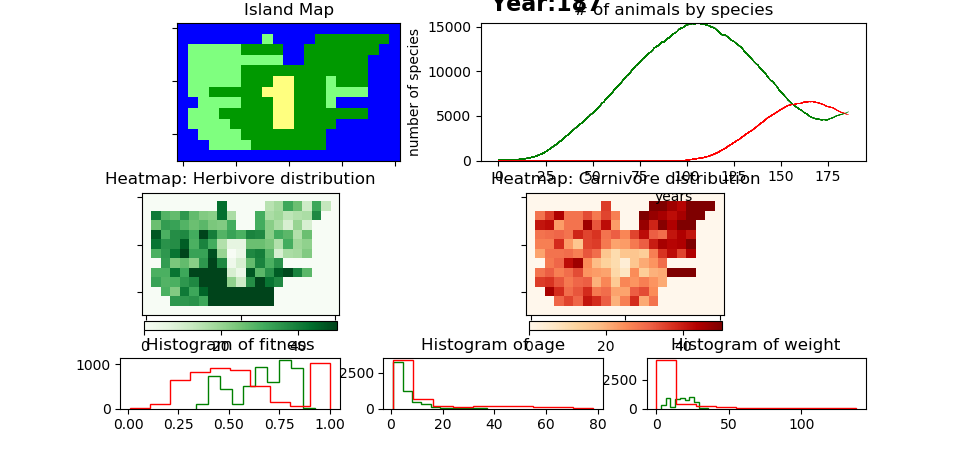 Year:187
Island Map
# of animals by species
number of species
15000
10000
5000
0
0 25 50 75 100 125 150 175
years
Heatmap: Herbivore distribution
Heatmap: Carnivore distribution
0 20 40
0 20 40
Histogram of fitness
Histogram of age
Histogram of weight
1000
0
0.00 0.25 0.50 0.75 1.00
2500
0
0 20 40 60 80
2500
0
0 50 100